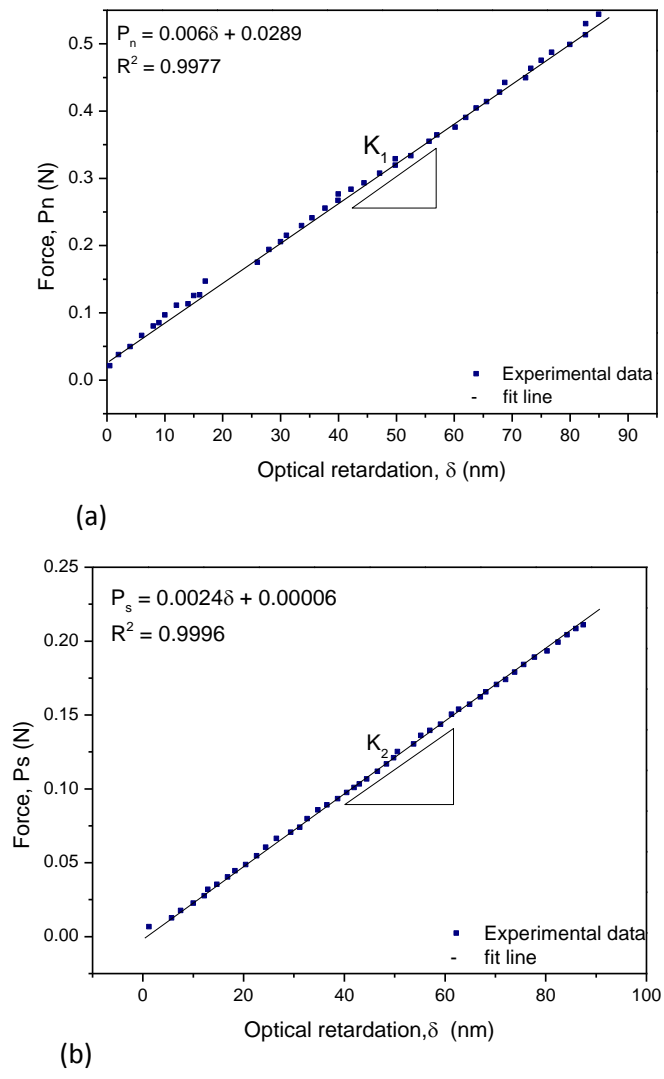 Pₙ = 0.006δ + 0.0289
R² = 0.9977
0.5
0.4
0.3
0.2
0.1
0.0
Force, Pn (N)
K₁
Experimental data
- fit line
0 10 20 30 40 50 60 70 80 90
Optical retardation, δ (nm)
(a)
0.25
Pₛ = 0.0024δ + 0.00006
R² = 0.9996
0.20
0.15
0.10
0.05
0.00
Force, Ps (N)
K₂
Experimental data
- fit line
0 20 40 60 80 100
Optical retardation,δ (nm)
(b)